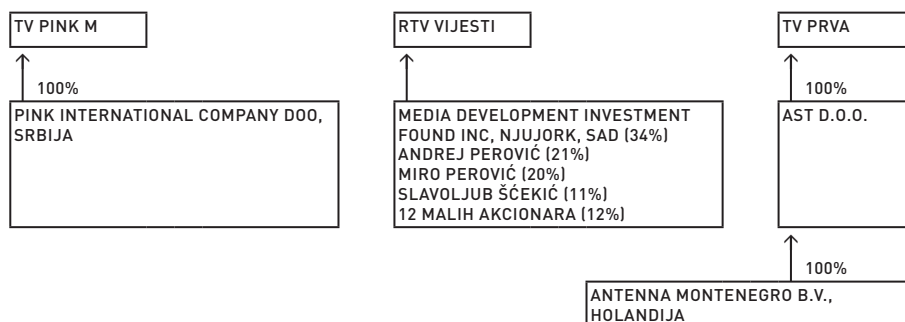 TV PINK M
100%
PINK INTERNATIONAL COMPANY DOO,
SRBIJA
RTV VIJESTI
MEDIA DEVELOPMENT INVESTMENT
FOUND INC, NJUJORK, SAD (34%)
ANDREJ PEROVIĆ (21%)
MIRO PEROVIĆ (20%)
SLAVOLJUB ŠĆEKIĆ (11%)
12 MALIH AKCIONARA (12%)
TV PRVA
100%
AST D.O.O.
100%
ANTENNA MONTENEGRO B.V.,
HOLANDIJA